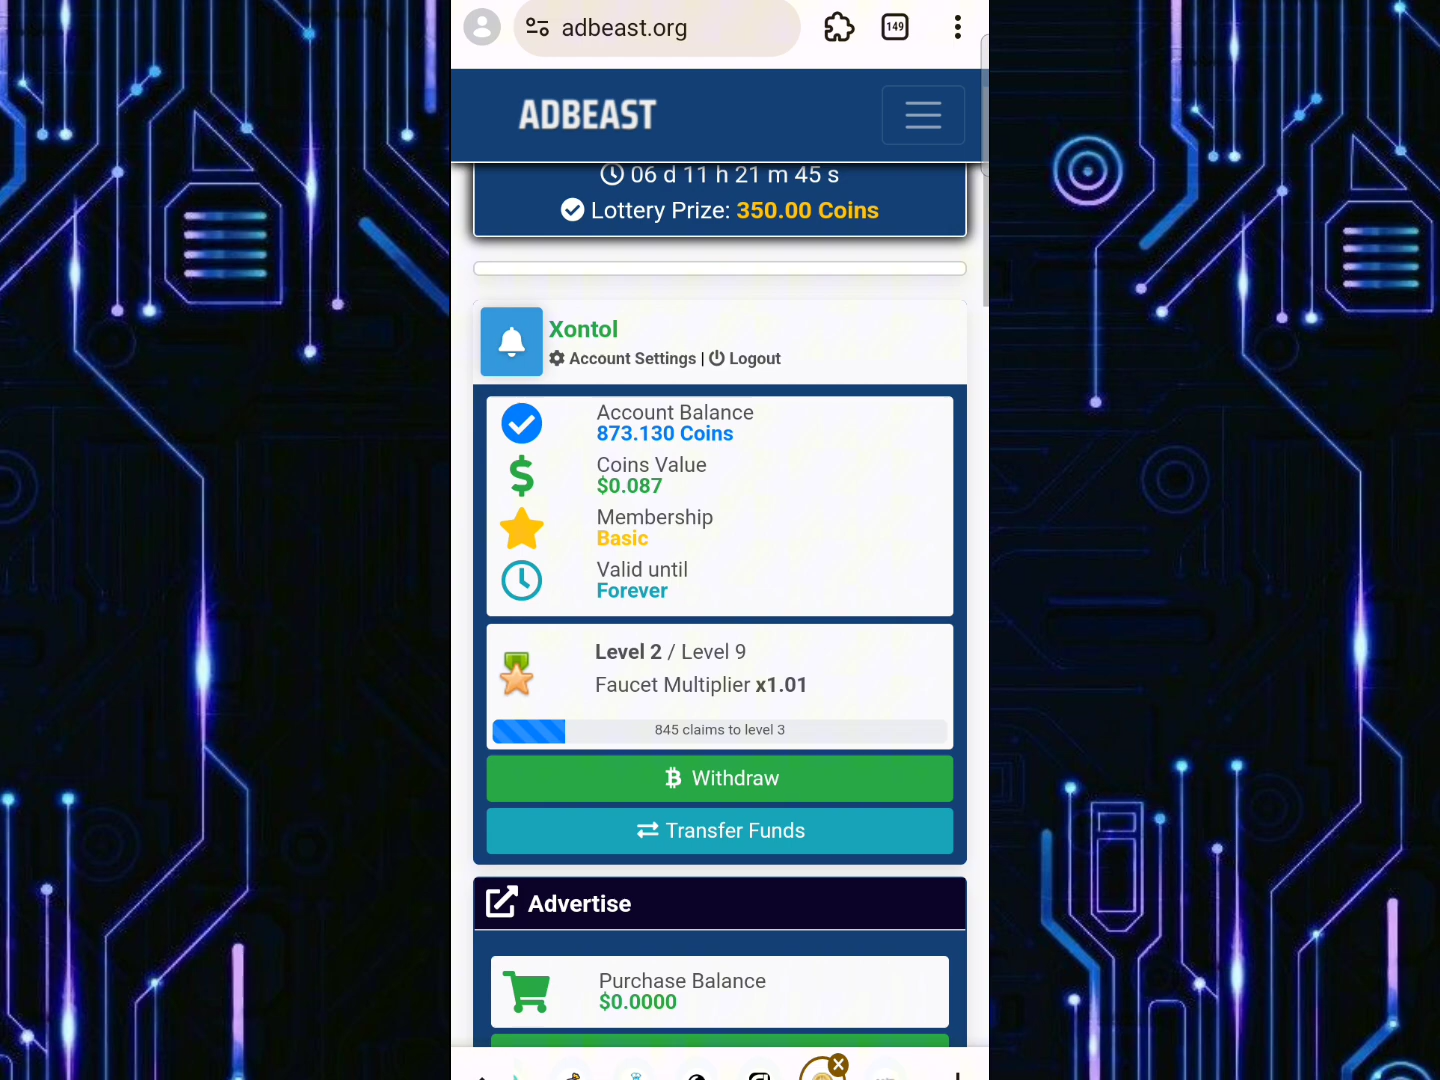 adbeast.org
149
ADBEAST
06 d 11 h 21 m 45 s
Lottery Prize: 350.00 Coins
Xontol
Account Settings | Logout
Account Balance
873.130 Coins
Coins Value
$0.087
Membership
Basic
Valid until
Forever
Level 2 / Level 9
Faucet Multiplier x1.01
845 claims to level 3
Withdraw
Transfer Funds
Advertise
Purchase Balance
$0.0000